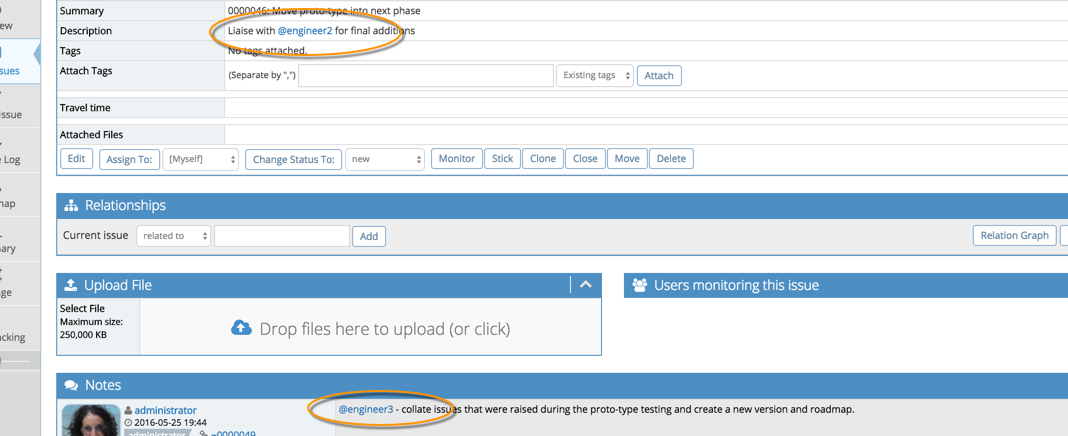 Summary 0000046: Move proto-type into next phase
ew
Description Liaise with @engineer2 for final additions
Tags No tags attached.
sues
Attach Tags (Separate by ",") Existing tags Attach
Issue
Travel time
Attached Files
Log
Edit Assign To: [Myself] Change Status To: new Monitor Stick Clone Close Move Delete
map
Relationships
Current issue related to Add Relation Graph
ary
Upload File Users monitoring this issue
ge
Select File
Maximum size:
250,000 KB
Drop files here to upload (or click)
cking
Notes
administrator @engineer3 - collate issues that were raised during the proto-type testing and create a new version and roadmap.
2016-05-25 19:44
administrator ~0000049